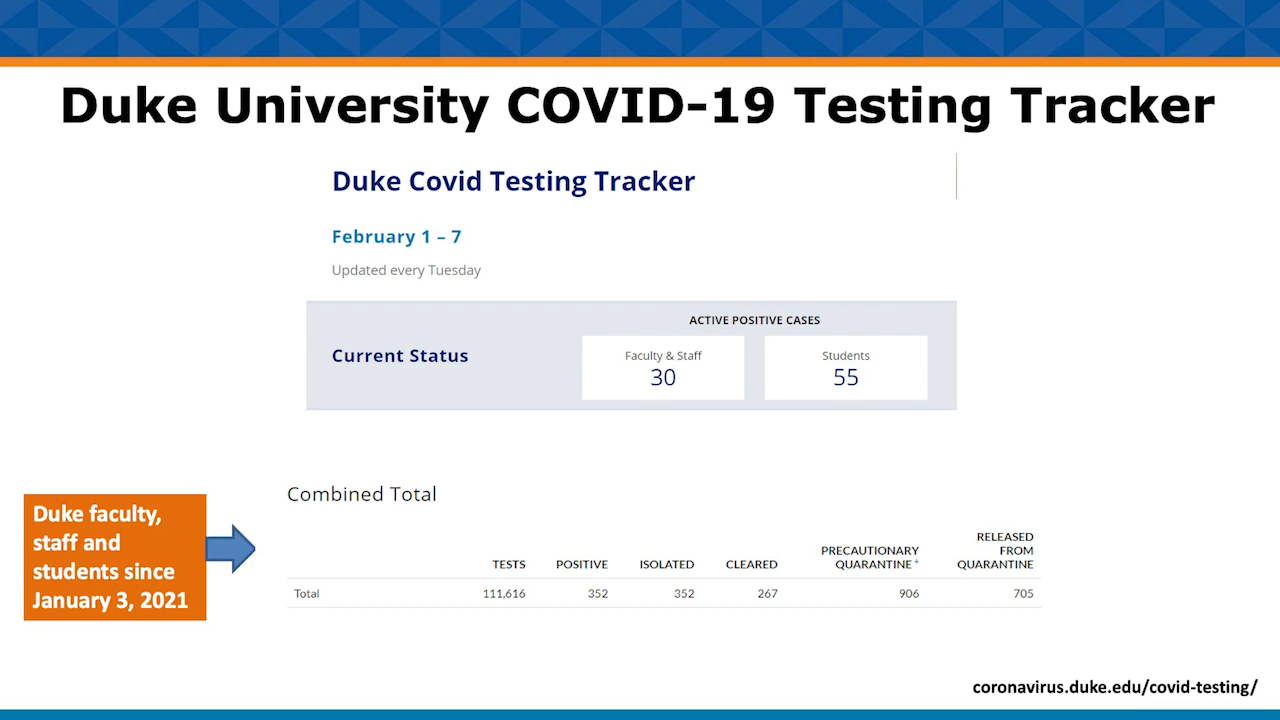 Duke University COVID-19 Testing Tracker
Duke Covid Testing Tracker
February 1 – 7
Updated every Tuesday
ACTIVE POSITIVE CASES
Current Status
Faculty & Staff
30
Students
55
Duke faculty,
staff and
students since
January 3, 2021
Combined Total
TESTS POSITIVE ISOLATED CLEARED PRECAUTIONARY QUARANTINE + RELEASED FROM QUARANTINE
Total 111,616 352 352 267 906 705
coronavirus.duke.edu/covid-testing/